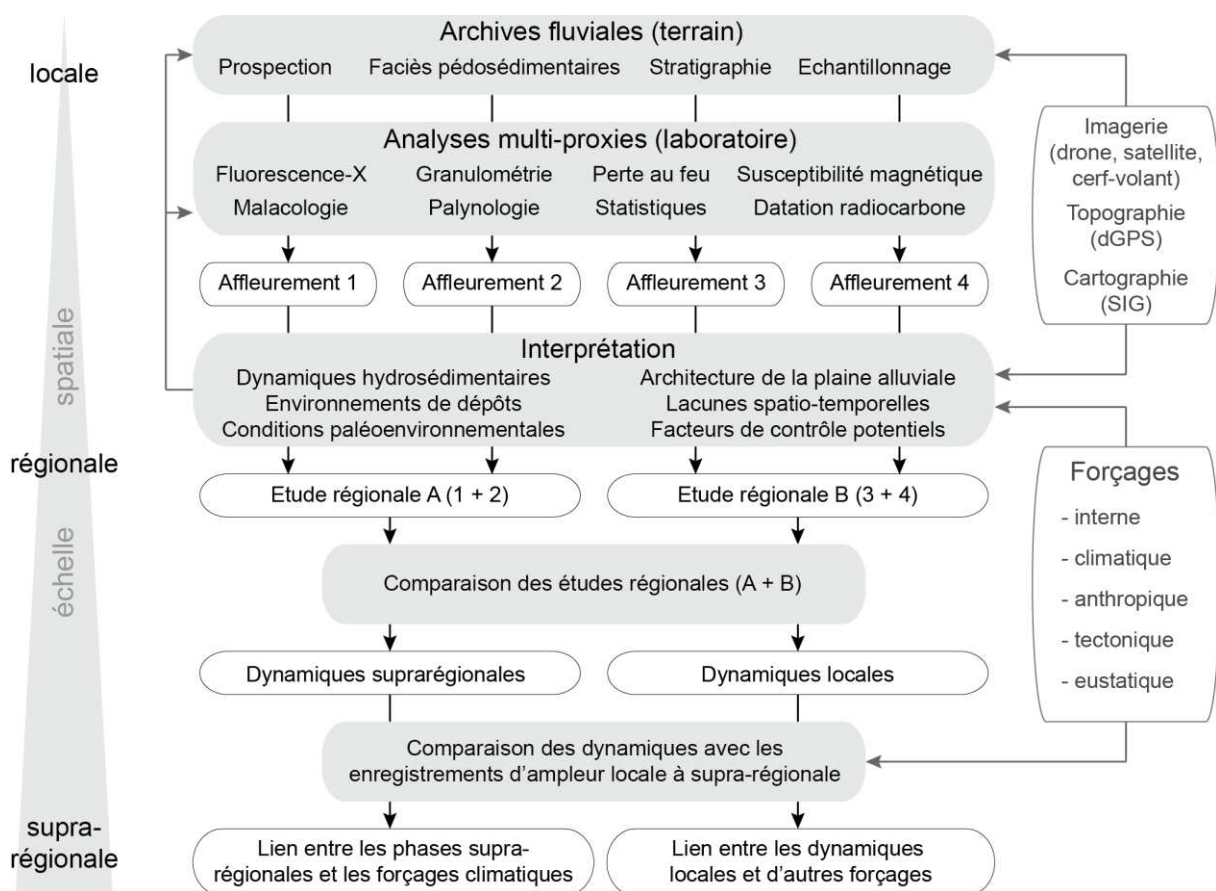 locale
spatiale
régionale
échelle
supra-
régionale
Archives fluviales (terrain)
Prospection Faciès pédosédimentaires Stratigraphie Echantillonnage
Analyses multi-proxies (laboratoire)
Fluorescence-X Granulométrie Perte au feu Susceptibilité magnétique
Malacologie Palynologie Statistiques Datation radiocarbone
Affleurement 1 Affleurement 2 Affleurement 3 Affleurement 4
Interprétation
Dynamiques hydrosédimentaires Architecture de la plaine alluviale
Environnements de dépôts Lacunes spatio-temporelles
Conditions paléoenvironnementales Facteurs de contrôle potentiels
Etude régionale A (1 + 2) Etude régionale B (3 + 4)
Comparaison des études régionales (A + B)
Dynamiques suprarégionales Dynamiques locales
Comparaison des dynamiques avec les
enregistrements d'ampleur locale à supra-régionale
Lien entre les phases supra-
régionales et les forçages climatiques
Lien entre les dynamiques
locales et d'autres forçages
Imagerie
(drone, satellite,
cerf-volant)
Topographie
(dGPS)
Cartographie
(SIG)
Forçages
- interne
- climatique
- anthropique
- tectonique
- eustatique